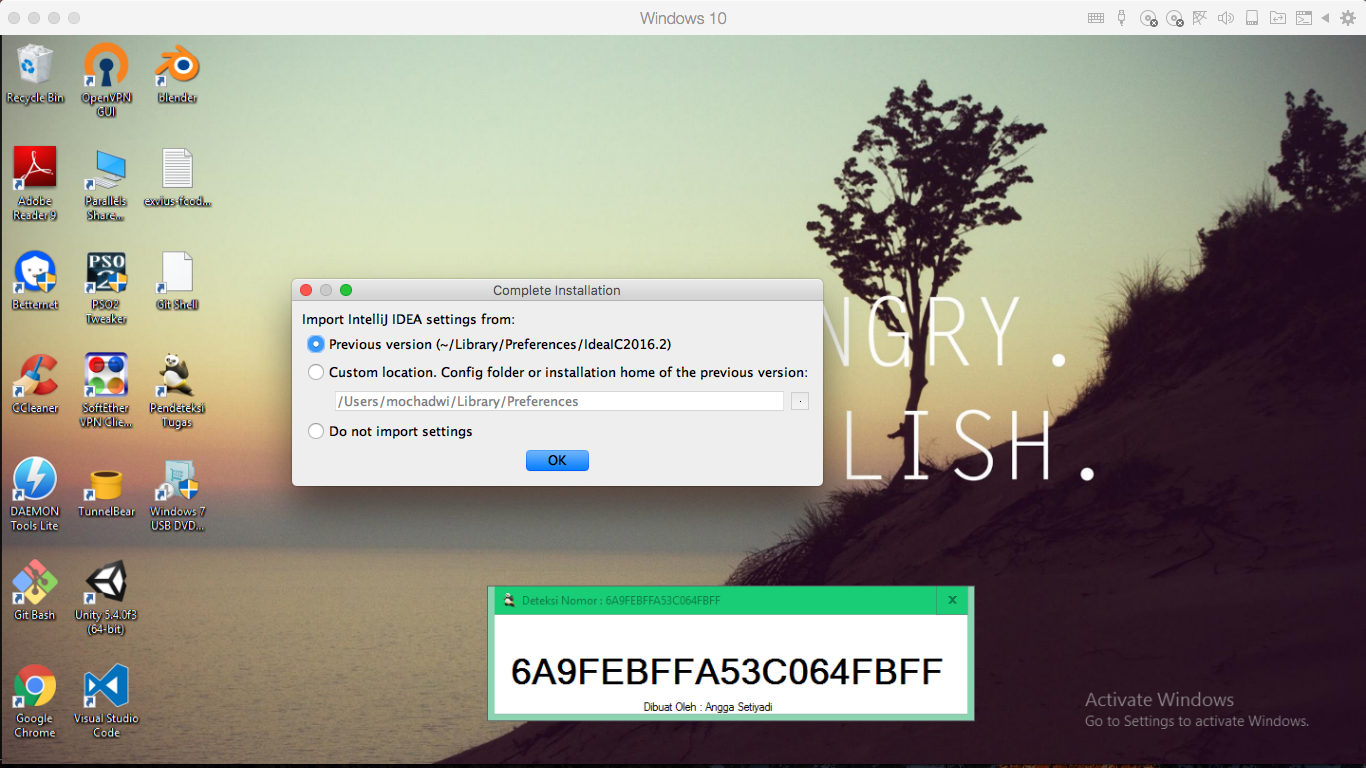 Windows 10
Recycle Bin
OpenVPN
GUI
blender
Adobe
Reader 9
Parallels
Share...
exvius-fcod...
Betternet
PSO
2
PSO2
Tweaker
Git Shell
CCleaner
SoftEther
VPN Clie...
Pendeteksi
Tugas
DAEMON
Tools Lite
TunnelBear
Windows 7
USB DVD...
Git Bash
Unity 5.4.0f3
(64-bit)
Google
Chrome
Visual Studio
Code
NGRY.
LISH.
Complete Installation
Import IntelliJ IDEA settings from:
Previous version (~/Library/Preferences/IdeaIC2016.2)
Custom location. Config folder or installation home of the previous version:
/Users/mochadwi/Library/Preferences
Do not import settings
OK
Deteksi Nomor : 6A9FEBFFA53C064FBFF
6A9FEBFFA53C064FBFF
Dibuat Oleh : Angga Setiyadi
Activate Windows
Go to Settings to activate Windows.